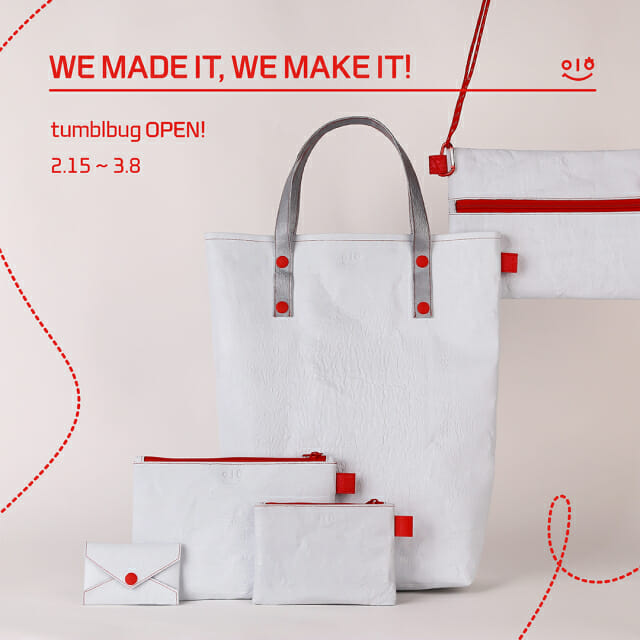 WE MADE IT, WE MAKE IT!
tumblbug OPEN!
2.15 ~ 3.8